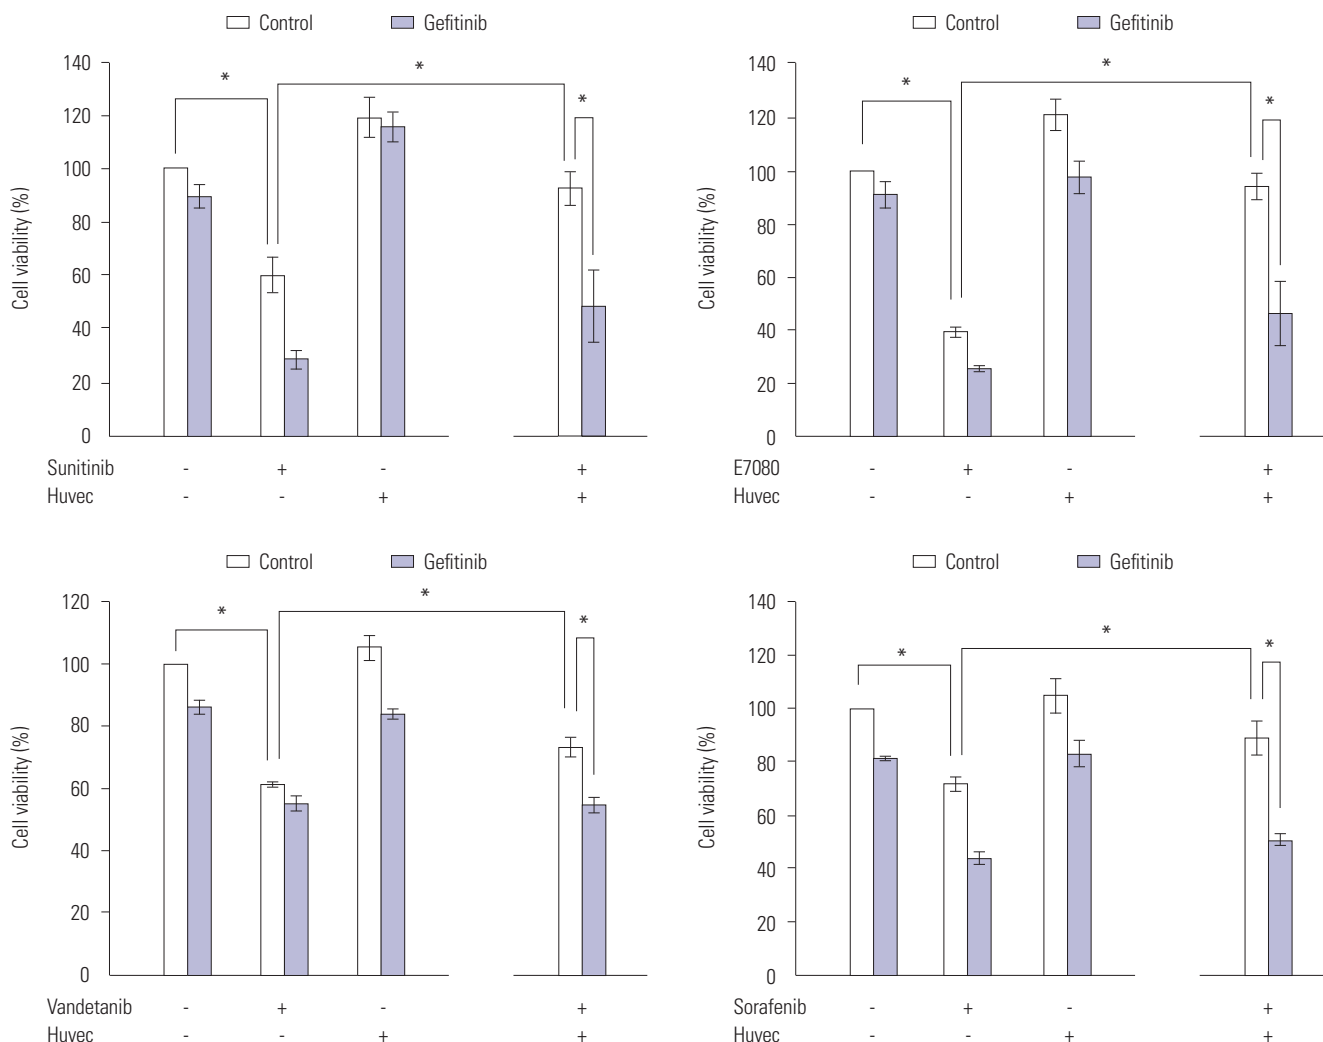 Control Gefitinib
140
120
100
80
60
40
20
0
Cell viability (%)
* * *
Sunitinib - + - +
Huvec - - + +
Control Gefitinib
140
120
100
80
60
40
20
0
Cell viability (%)
* * *
E7080 - + - +
Huvec - - + +
Control Gefitinib
120
100
80
60
40
20
0
Cell viability (%)
* * *
Vandetanib - + - +
Huvec - - + +
Control Gefitinib
140
120
100
80
60
40
20
0
Cell viability (%)
* * *
Sorafenib - + - +
Huvec - - + +